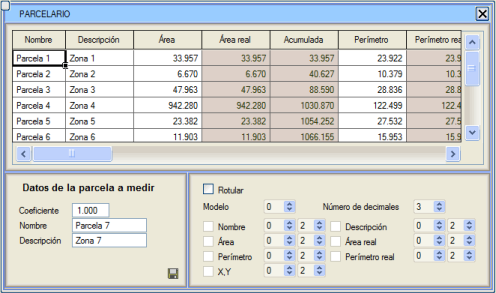 PARCELARIO
Nombre Descripción Área Área real Acumulada Perímetro Perímetro rea
Parcela 1 Zona 1 33.957 33.957 33.957 23.922 23.9
Parcela 2 Zona 2 6.670 6.670 40.627 10.379 10.3
Parcela 3 Zona 3 47.963 47.963 88.590 28.836 28.8
Parcela 4 Zona 4 942.280 942.280 1030.870 122.499 122.4
Parcela 5 Zona 5 23.382 23.382 1054.252 27.532 27.5
Parcela 6 Zona 6 11.903 11.903 1066.155 15.953 15.9
Datos de la parcela a medir
Coeficiente 1.000
Nombre Parcela 7
Descripción Zona 7
Rotular
Modelo 0 Número de decimales 3
Nombre 0 2 Descripción 0 2
Área 0 2 Área real 0 2
Perímetro 0 2 Perímetro real 0 2
X,Y 0 2